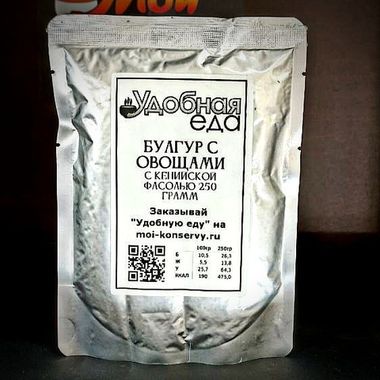 Мои
Удобная
еда
БУЛГУР С
ОВОЩАМИ
С КЕНИЙСКОЙ
ФАСОЛЬЮ 250
ГРАММ
Заказывай
"Удобную еду" на
moi-konservy.ru
100гр 250гр
Б 10,5 26,3
Ж 5,5 13,8
У 25,7 64,3
ККАЛ 190 475,0